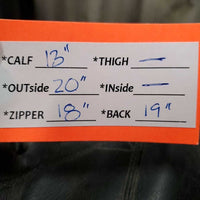 *CALF 13" *THIGH —
*OUTside 20" *INside —
*ZIPPER 18" *BACK 19"